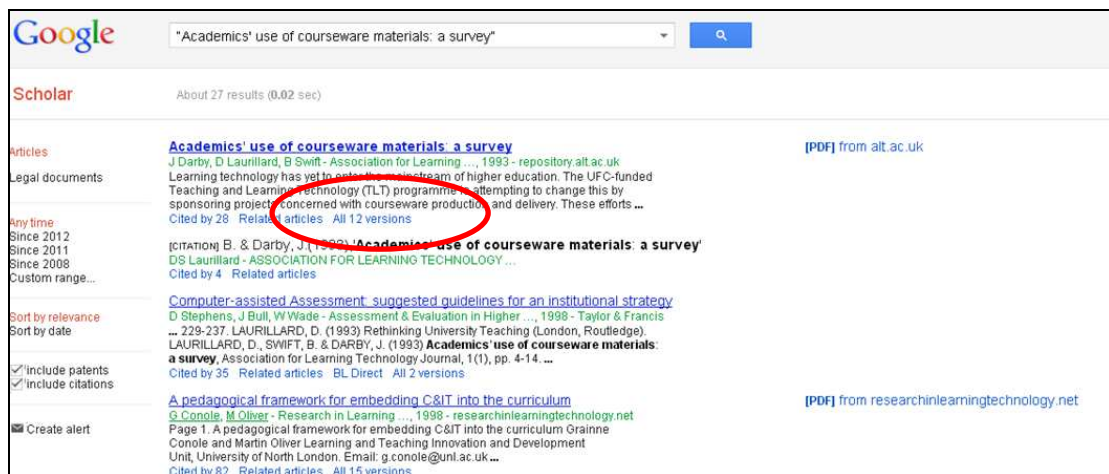 Google
"Academics' use of courseware materials: a survey"
Scholar
About 27 results (0.02 sec)
Articles
Legal documents
Any time
Since 2012
Since 2011
Since 2008
Custom range...
Sort by relevance
Sort by date
include patents
include citations
Create alert
Academics' use of courseware materials: a survey
J Darby, D Laurillard, B Swift - Association for Learning ..., 1993 - repository.alt.ac.uk
Learning technology has yet to enter the mainstream of higher education. The UFC-funded
Teaching and Learning Technology (TLT) programme is attempting to change this by
sponsoring projects concerned with courseware production and delivery. These efforts ...
Cited by 28 Related articles All 12 versions
[PDF] from alt.ac.uk
[CITATION] B. & Darby, J.(1993)'Academics' use of courseware materials: a survey'
DS Laurillard - ASSOCIATION FOR LEARNING TECHNOLOGY ...
Cited by 4 Related articles
Computer-assisted Assessment: suggested guidelines for an institutional strategy
D Stephens, J Bull, W Wade - Assessment & Evaluation in Higher ..., 1998 - Taylor & Francis
... 229-237. LAURILLARD, D. (1993) Rethinking University Teaching (London, Routledge).
LAURILLARD, D., SWIFT, B. & DARBY, J. (1993) Academics' use of courseware materials:
a survey, Association for Learning Technology Journal, 1(1), pp. 4-14. ...
Cited by 35 Related articles BL Direct All 2 versions
A pedagogical framework for embedding C&IT into the curriculum
G Conole, M Oliver - Research in Learning ..., 1998 - researchinlearningtechnology.net
Page 1. A pedagogical framework for embedding C&IT into the curriculum Grainne
Conole and Martin Oliver Learning and Teaching Innovation and Development
Unit, University of North London. Email: g.conole@unl.ac.uk ...
Cited by 82 Related articles All 15 versions
[PDF] from researchinlearningtechnology.net